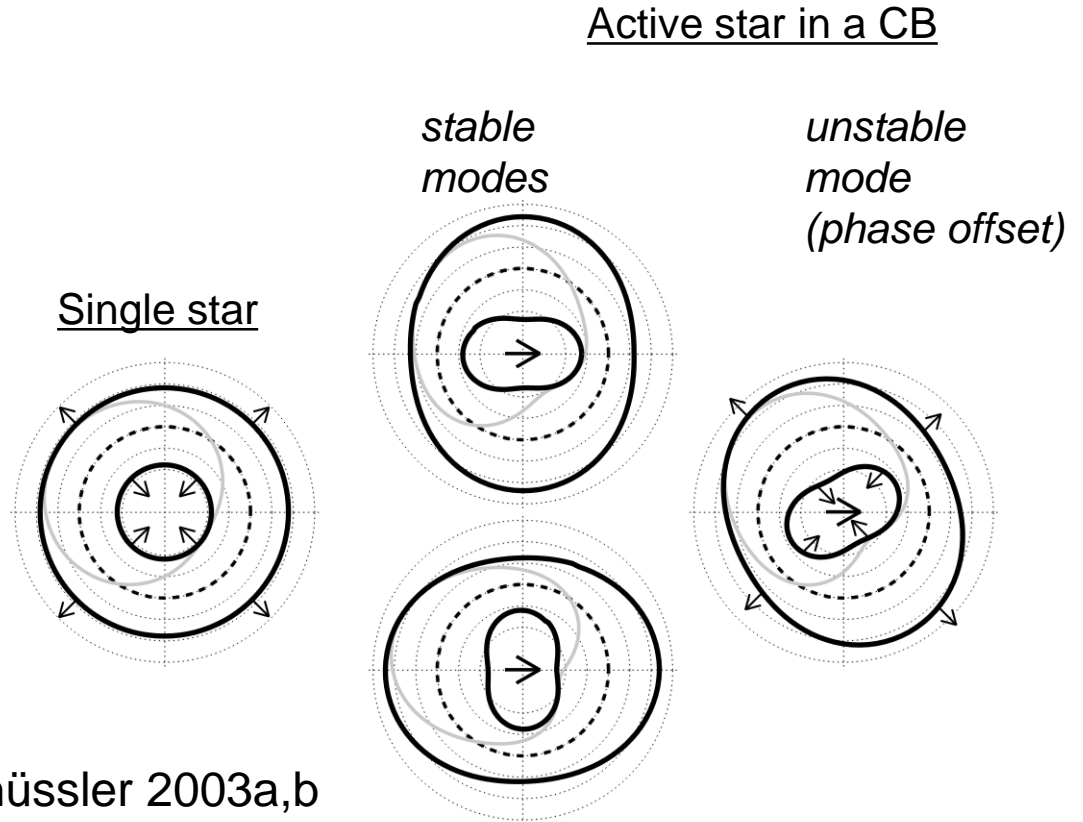 Active star in a CB
stable
modes
unstable
mode
(phase offset)
Single star
üssler 2003a,b